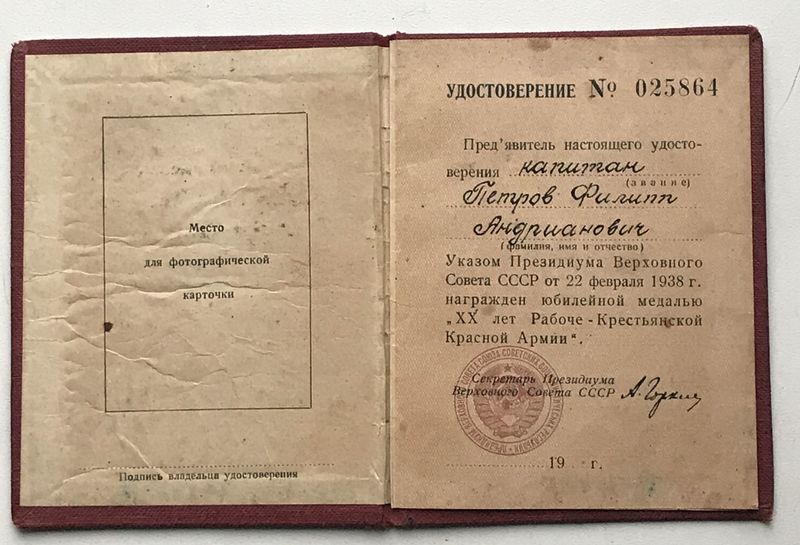 Место
для фотографической
карточки
Подпись владельца удостоверения
УДОСТОВЕРЕНИЕ № 025864
Пред'явитель настоящего удосто-
верения капитан
(звание)
Петров Филипп
Андрианович
(фамилия, имя и отчество)
Указом Президиума Верховного
Совета СССР от 22 февраля 1938 г.
награжден юбилейной медалью
„XX лет Рабоче-Крестьянской
Красной Армии“.
Секретарь Президиума
Верховного Совета СССР А. Горкин
19 г.